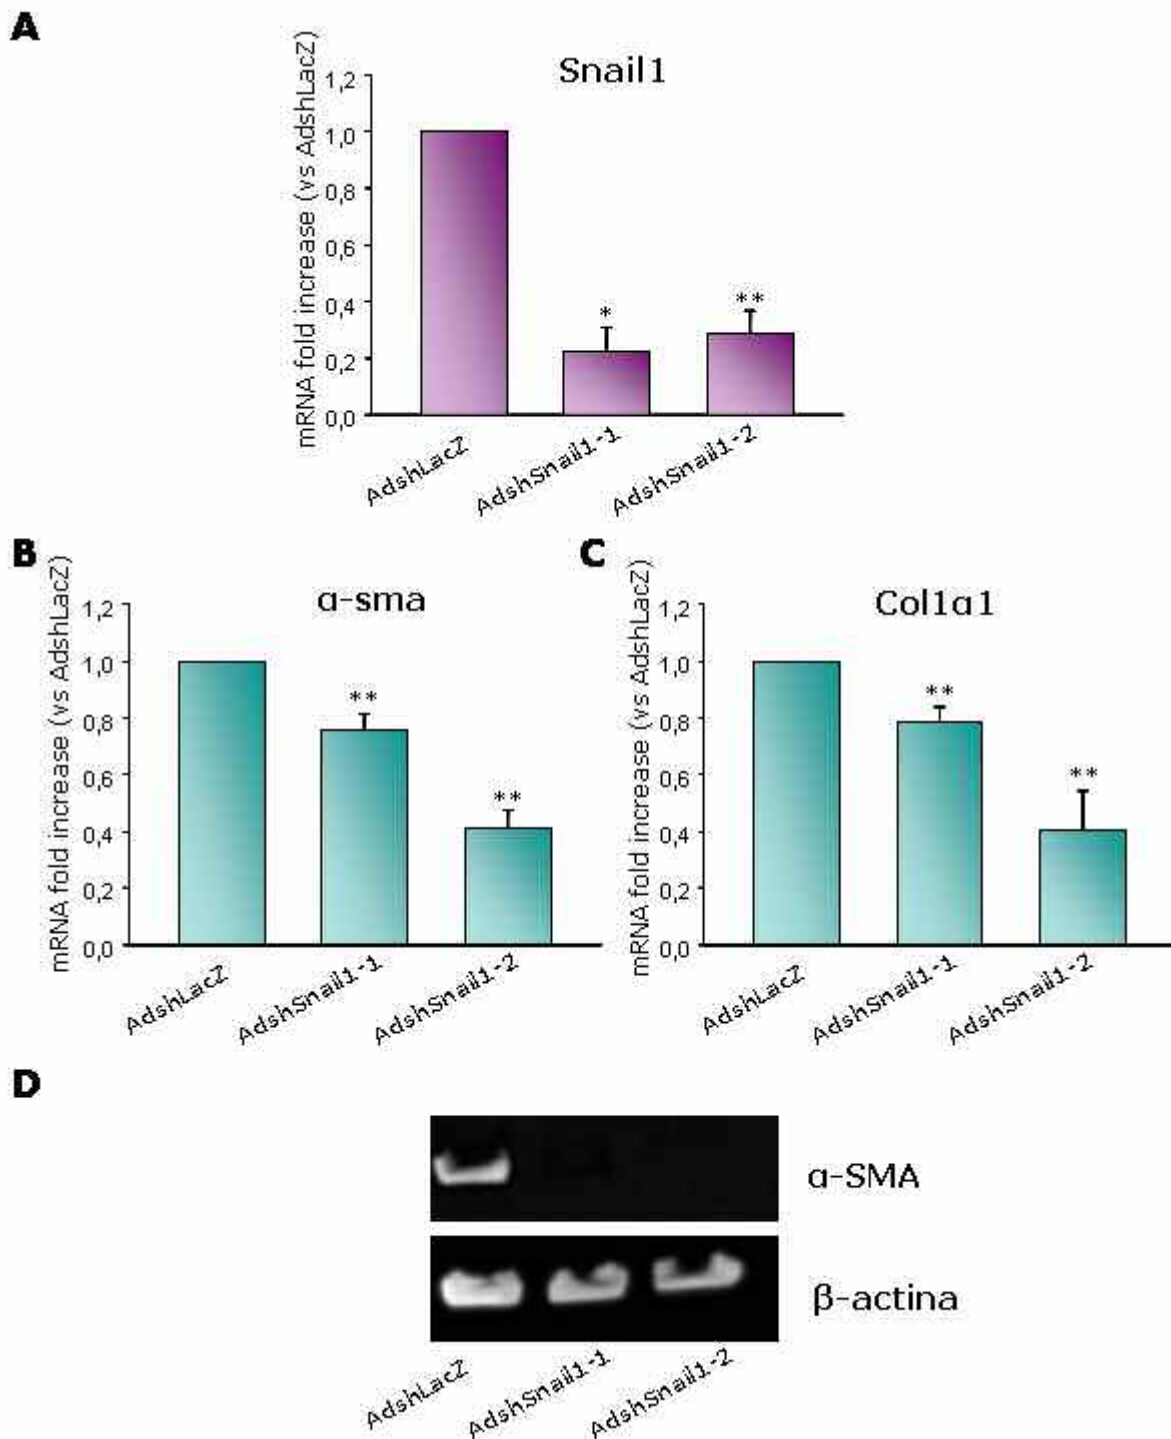 A
Snail1
mRNA fold increase (vs AdshLacZ)
1,2
1,0
0,8
0,6
0,4
0,2
0,0
*
**
AdshLacZ
AdshSnail1-1
AdshSnail1-2
B
α-sma
mRNA fold increase (vs AdshLacZ)
1,2
1,0
0,8
0,6
0,4
0,2
0,0
**
**
AdshLacZ
AdshSnail1-1
AdshSnail1-2
C
Col1α1
mRNA fold increase (vs AdshLacZ)
1,2
1,0
0,8
0,6
0,4
0,2
0,0
**
**
AdshLacZ
AdshSnail1-1
AdshSnail1-2
D
α-SMA
β-actina
AdshLacZ
AdshSnail1-1
AdshSnail1-2